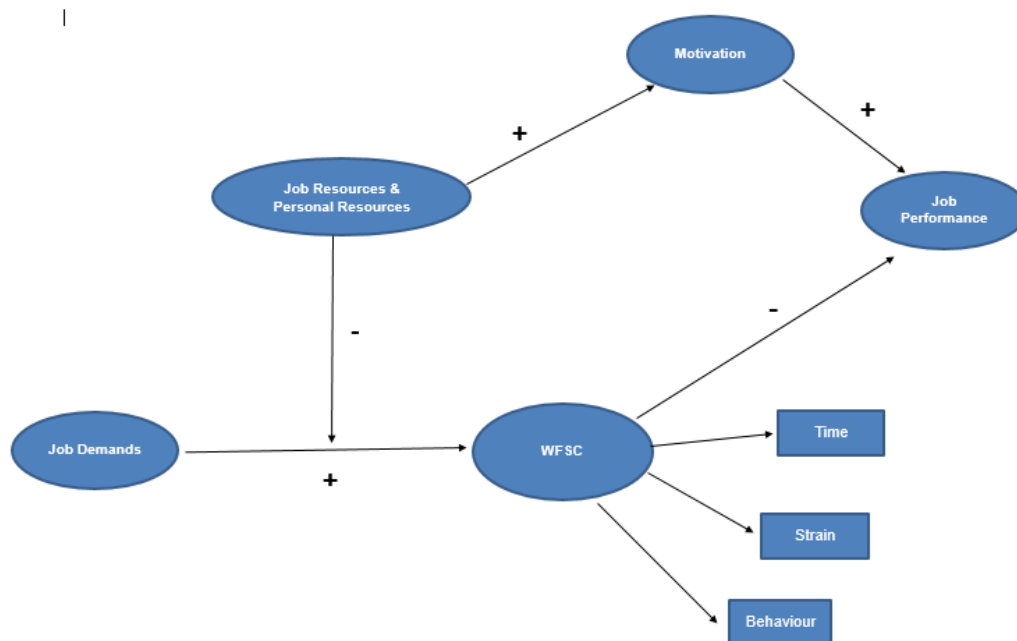 Motivation
+
+
Job Resources &
Personal Resources
Job
Performance
-
-
Job Demands
+
WFSC
Time
Strain
Behaviour